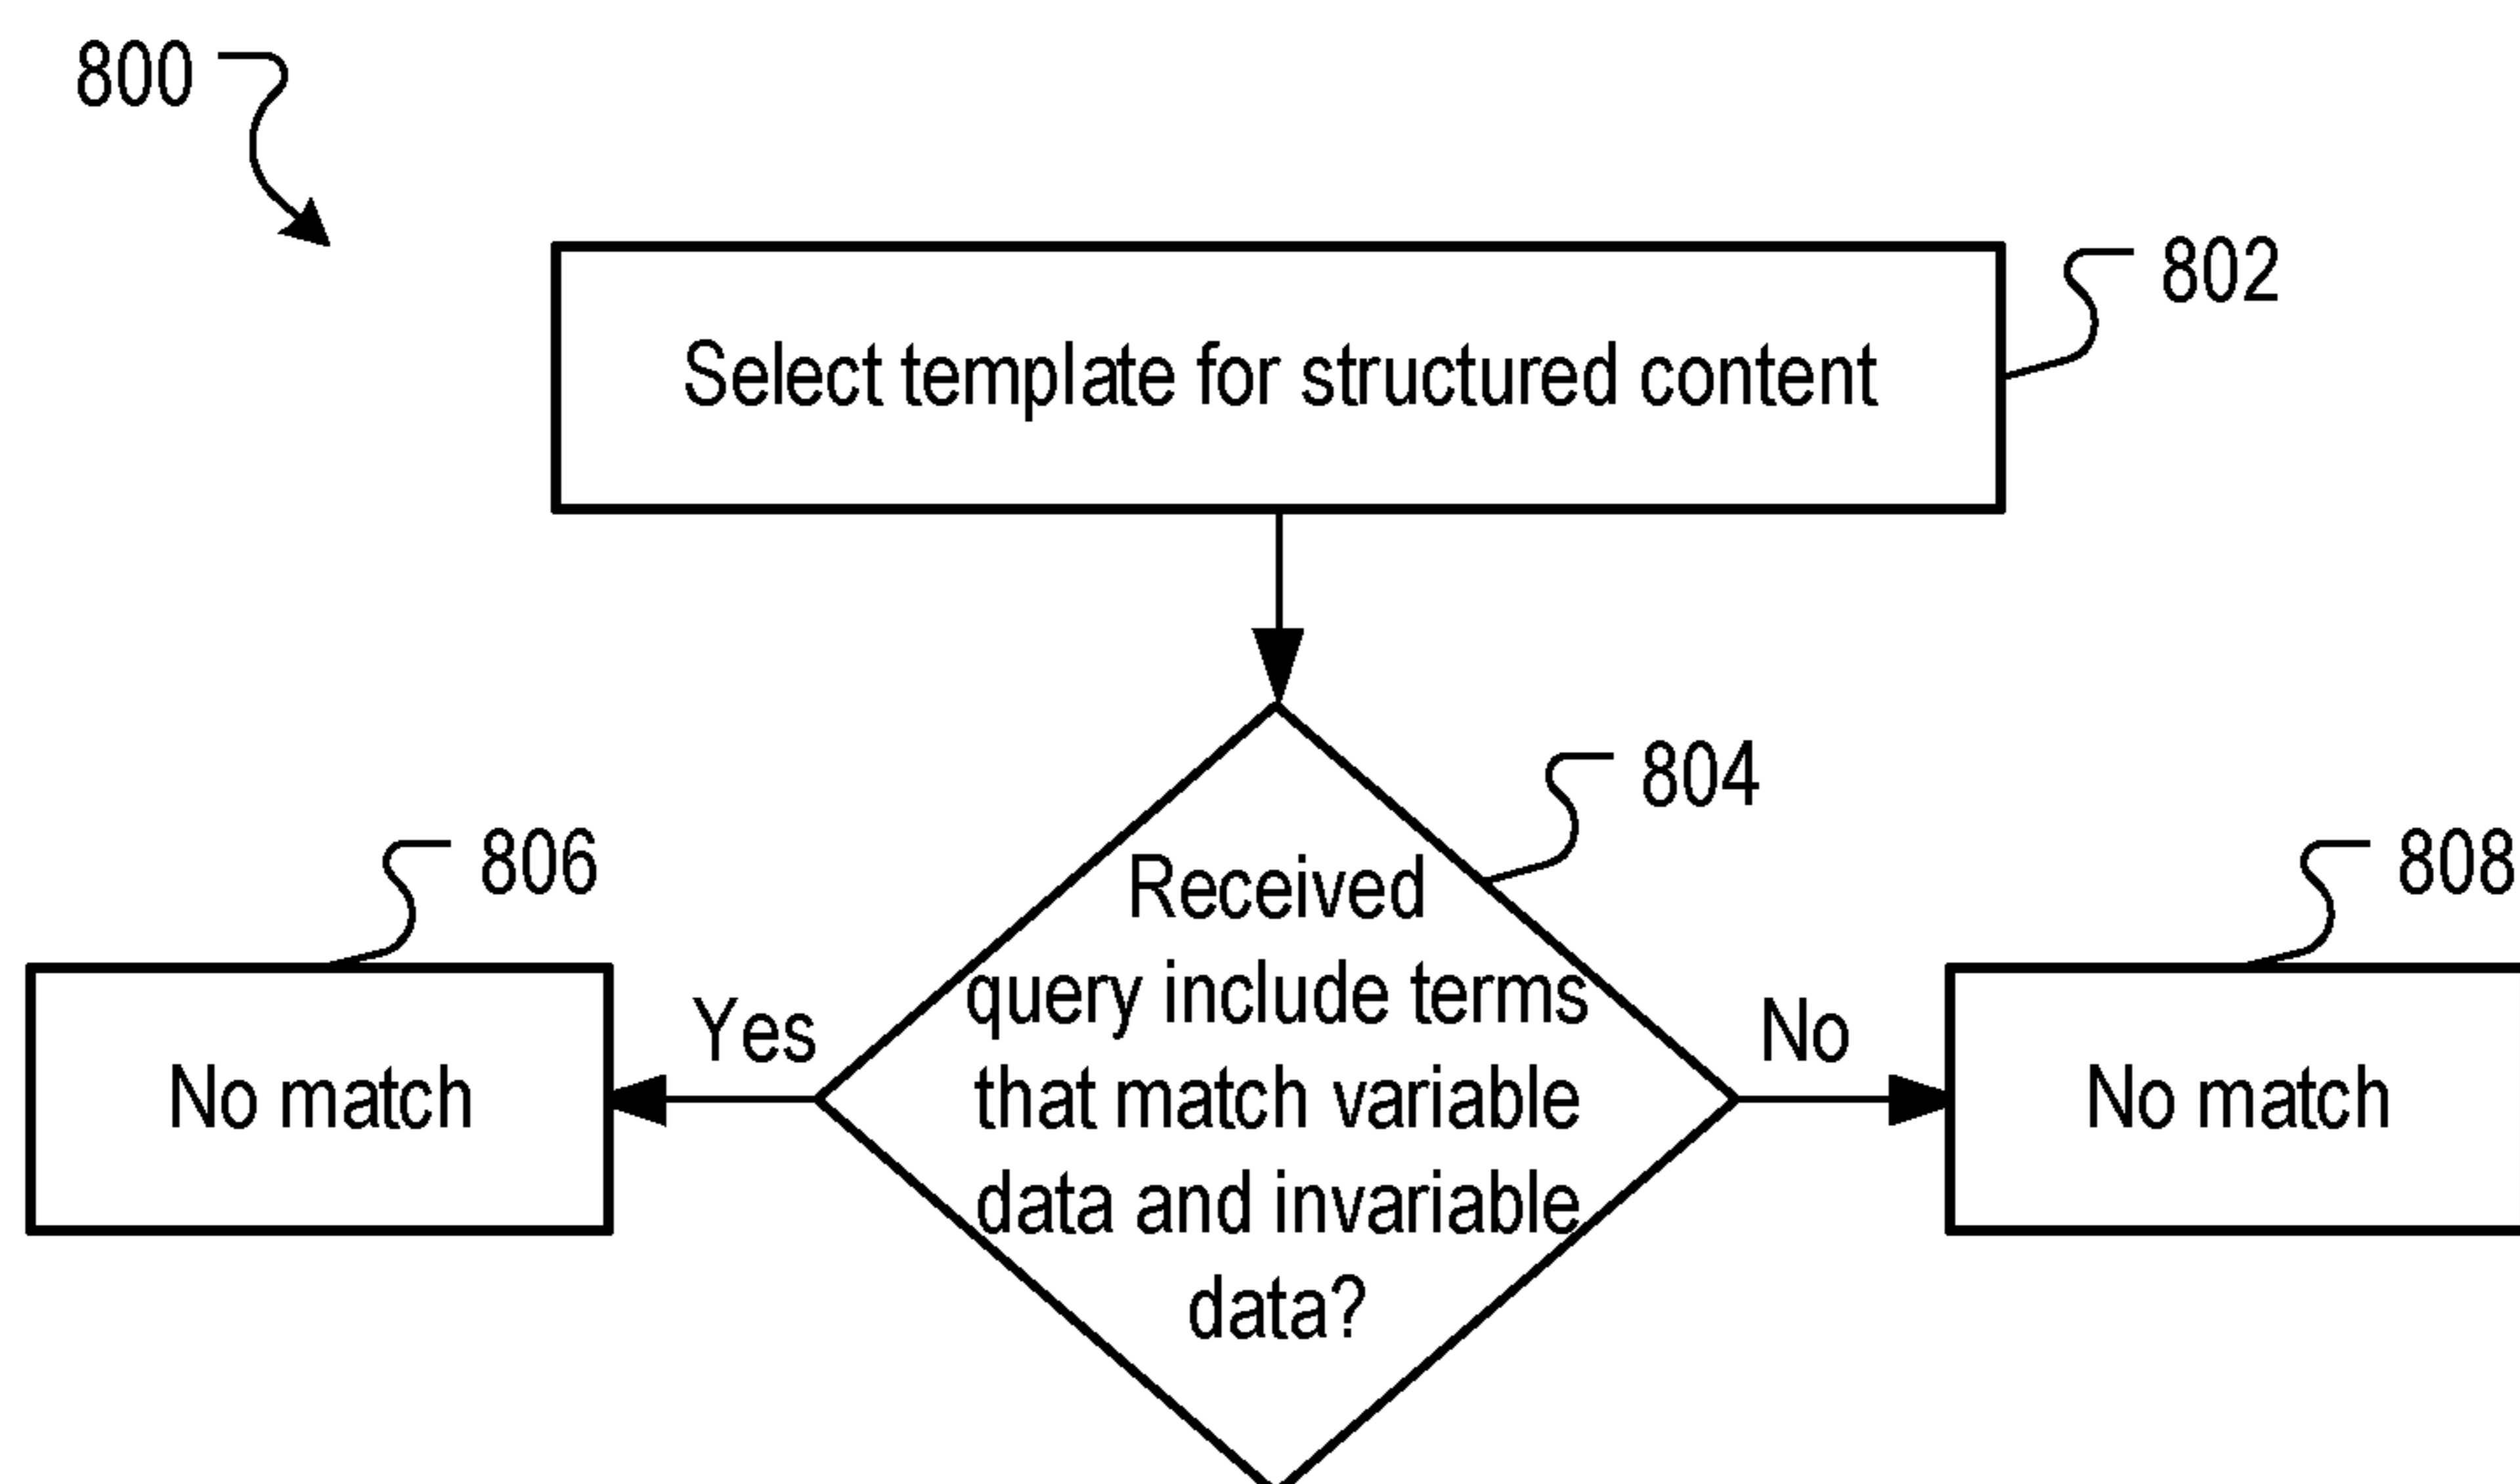 800
802
Select template for structured content
804
806
808
Received
query include terms
that match variable
data and invariable
data?
Yes
No
No match
No match